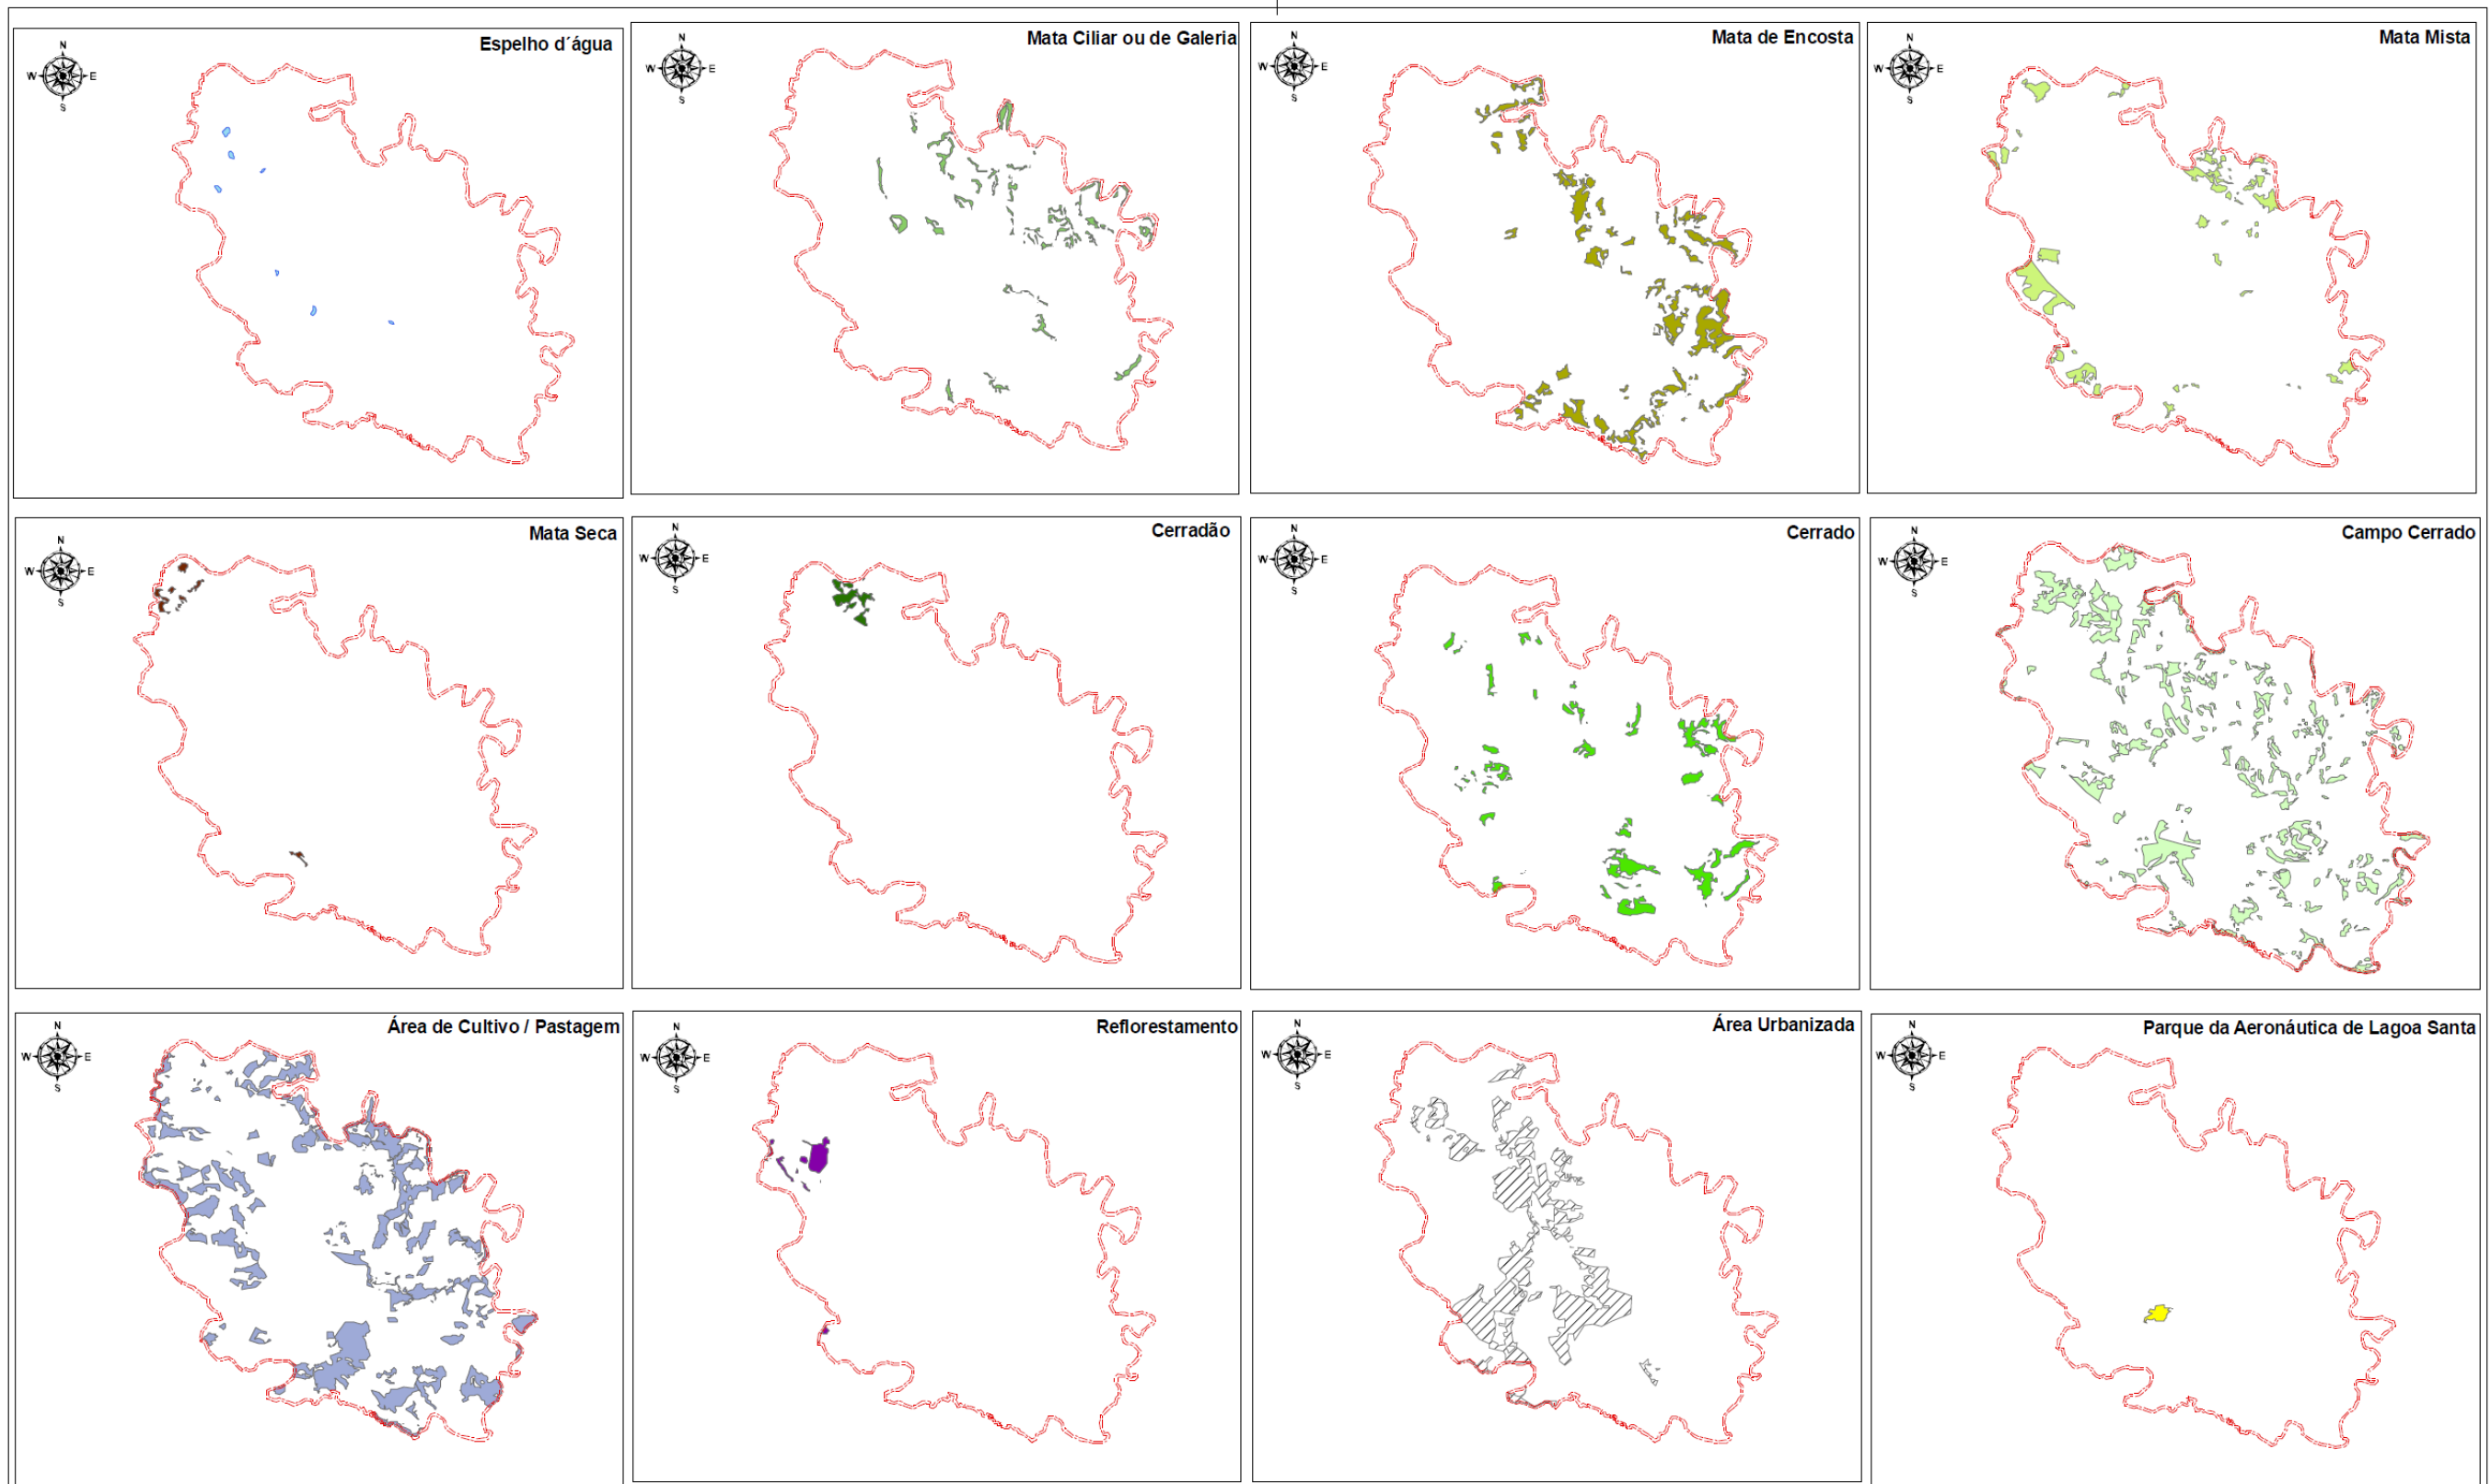 Espelho d´água
N
W E
S
Mata Ciliar ou de Galeria
N
W E
S
Mata de Encosta
N
W E
S
Mata Mista
N
W E
S
Mata Seca
N
W E
S
Cerradão
N
W E
S
Cerrado
N
W E
S
Campo Cerrado
N
W E
S
Área de Cultivo / Pastagem
N
W E
S
Reflorestamento
N
W E
S
Área Urbanizada
N
W E
S
Parque da Aeronáutica de Lagoa Santa
N
W E
S